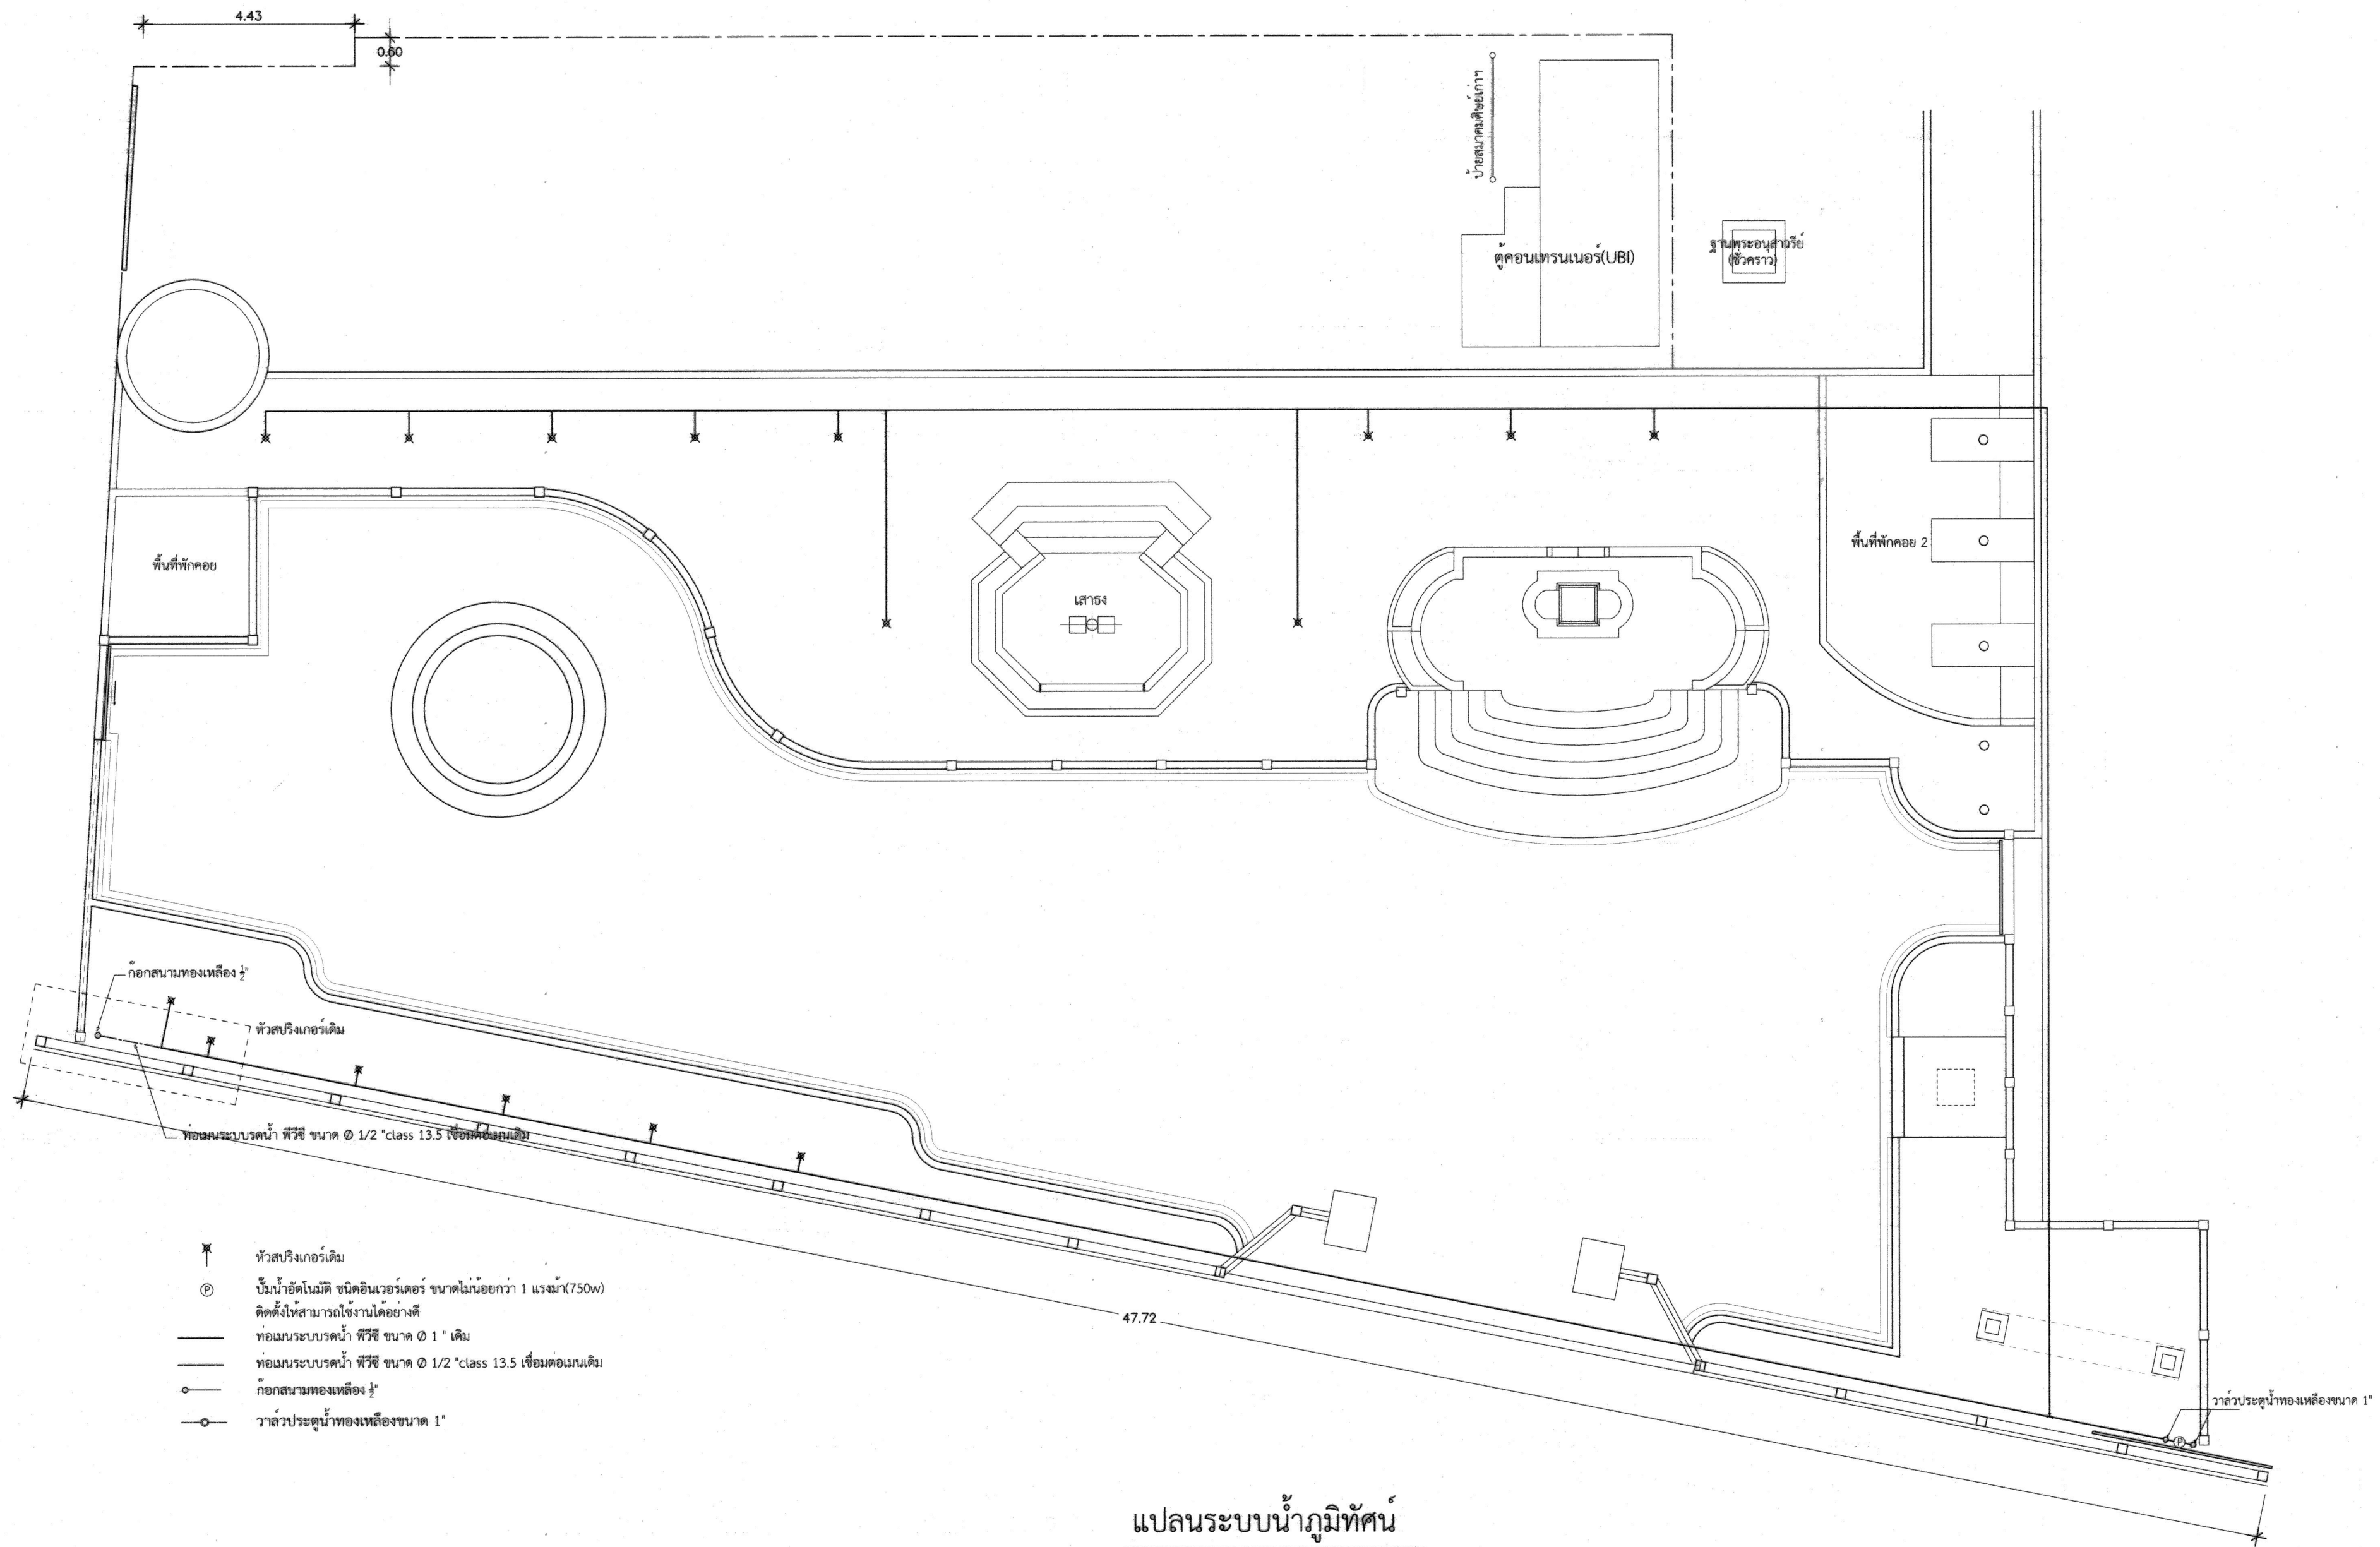 4.43
0.60
ป้ายสมาคมศิษย์เก่าฯ
ตู้คอนเทรนเนอร์(UBI)
ฐานพระอนุสาวรีย์
(ชั่วคราว)
พื้นที่พักคอย
พื้นที่พักคอย 2
เสาธง
ก๊อกสนามทองเหลือง ½"
หัวสปริงเกอร์เดิม
ท่อเมนระบบรดน้ำ พีวีซี ขนาด Ø 1/2 "class 13.5 เชื่อมต่อเมนเดิม
หัวสปริงเกอร์เดิม
P ปั๊มน้ำอัตโนมัติ ชนิดอินเวอร์เตอร์ ขนาดไม่น้อยกว่า 1 แรงม้า(750w)
ติดตั้งให้สามารถใช้งานได้อย่างดี
ท่อเมนระบบรดน้ำ พีวีซี ขนาด Ø 1 " เดิม
ท่อเมนระบบรดน้ำ พีวีซี ขนาด Ø 1/2 "class 13.5 เชื่อมต่อเมนเดิม
ก๊อกสนามทองเหลือง ½"
วาล์วประตูน้ำทองเหลืองขนาด 1"
47.72
วาล์วประตูน้ำทองเหลืองขนาด 1"
P
แปลนระบบน้ำภูมิทัศน์